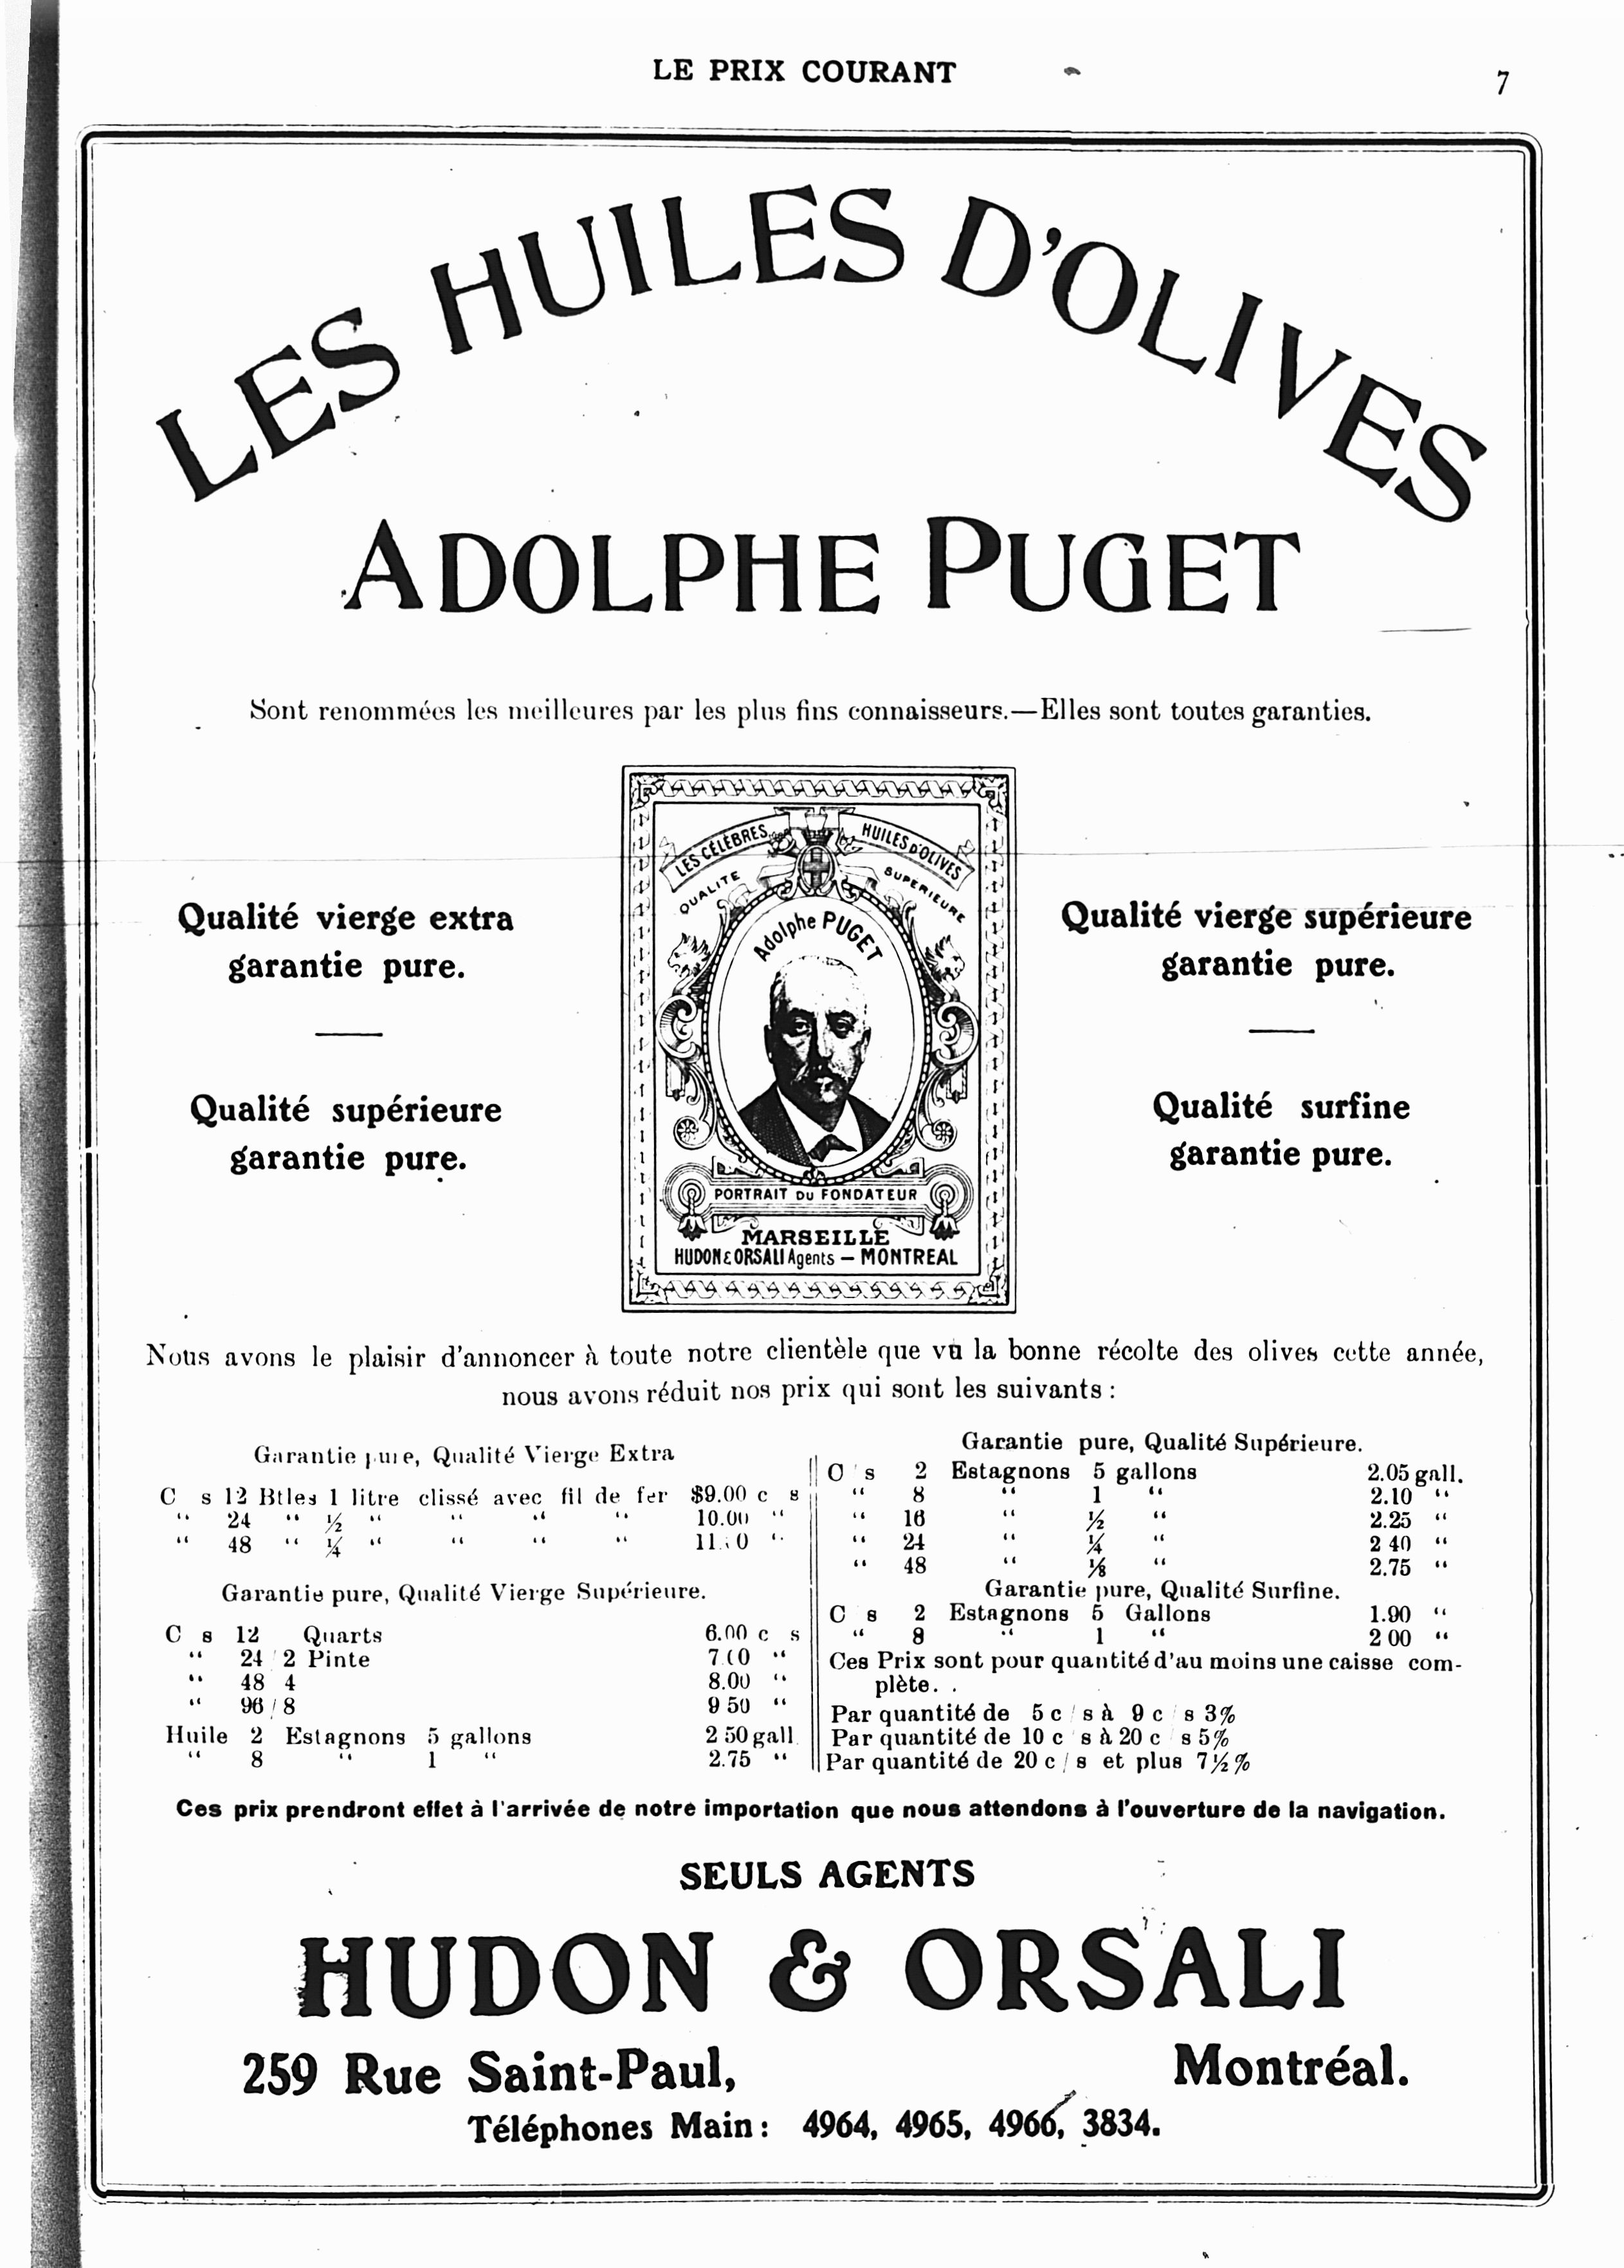 LE PRIX COURANT
7
LES HUILES D'OLIVES
ADOLPHE PUGET
Sont renommées les meilleures par les plus fins connaisseurs.—Elles sont toutes garanties.
Qualité vierge extra
garantie pure.
Qualité supérieure
garantie pure.
LES CÉLÈBRES HUILES D'OLIVES
QUALITE SUPERIEURE
Adolphe PUGET
PORTRAIT DU FONDATEUR
MARSEILLE
HUDON & ORSALI Agents — MONTREAL
Qualité vierge supérieure
garantie pure.
Qualité surfine
garantie pure.
Nous avons le plaisir d'annoncer à toute notre clientèle que vu la bonne récolte des olives cette année,
nous avons réduit nos prix qui sont les suivants :
Garantie pure, Qualité Vierge Extra
C s 12 Btles 1 litre clissé avec fil de fer $9.00 c s
" 24 " ½ " " " " 10.00 "
" 48 " ¼ " " " " "
Garantie pure, Qualité Vierge Supérieure.
C s 12 Quarts 6.00 c s
" 24 2 Pinte 7.00 "
" 48 4 8.00 "
" 96 / 8 9 50 "
Huile 2 Estagnons 5 gallons 2 50 gall
" 8 " 1 " 2.75 "
Garantie pure, Qualité Supérieure.
C s 2 Estagnons 5 gallons 2.05 gall.
" 8 " 1 " 2.10 "
" 16 " ½ " 2.25 "
" 24 " ¼ " 2 40 "
" 48 " ⅛ " 2.75 "
Garantie pure, Qualité Surfine.
C s 2 Estagnons 5 Gallons 1.90 "
" 8 " 1 " 2 00 "
Ces Prix sont pour quantité d'au moins une caisse com-
plète.
Par quantité de 5 c / s à 9 c / s 3%
Par quantité de 10 c s à 20 c s 5%
Par quantité de 20 c / s et plus 7½%
Ces prix prendront effet à l'arrivée de notre importation que nous attendons à l'ouverture de la navigation.
SEULS AGENTS
HUDON & ORSALI
259 Rue Saint-Paul, Montréal.
Téléphones Main : 4964, 4965, 4966, 3834.